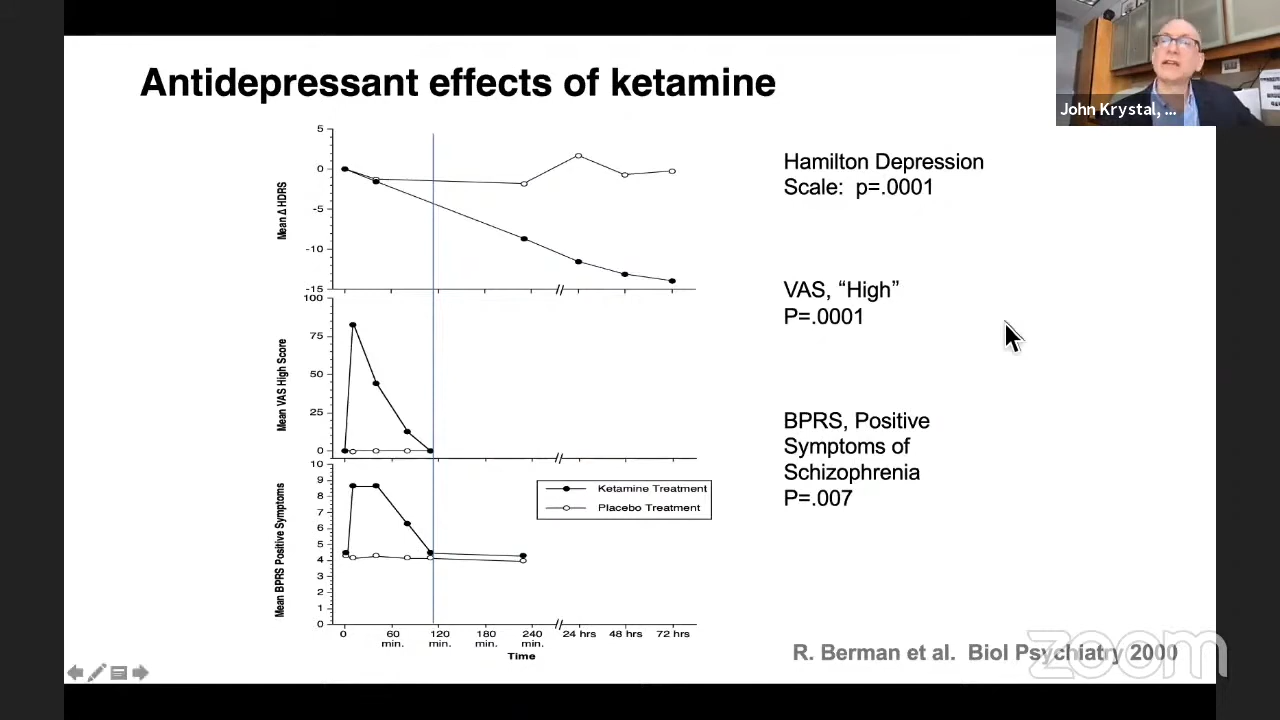 Antidepressant effects of ketamine
John Krystal, ...
5
0
-5
-10
-15
Mean Δ HDRS
Hamilton Depression
Scale: p=.0001
100
75
50
25
0
Mean VAS High Score
VAS, “High”
P=.0001
10
9
8
7
6
5
4
3
2
1
0
Mean BPRS Positive Symptoms
Ketamine Treatment
Placebo Treatment
BPRS, Positive
Symptoms of
Schizophrenia
P=.007
0 60 120 180 240 24 hrs 48 hrs 72 hrs
min. min. min. min.
Time
R. Berman et al. Biol Psychiatry 2000
zoom